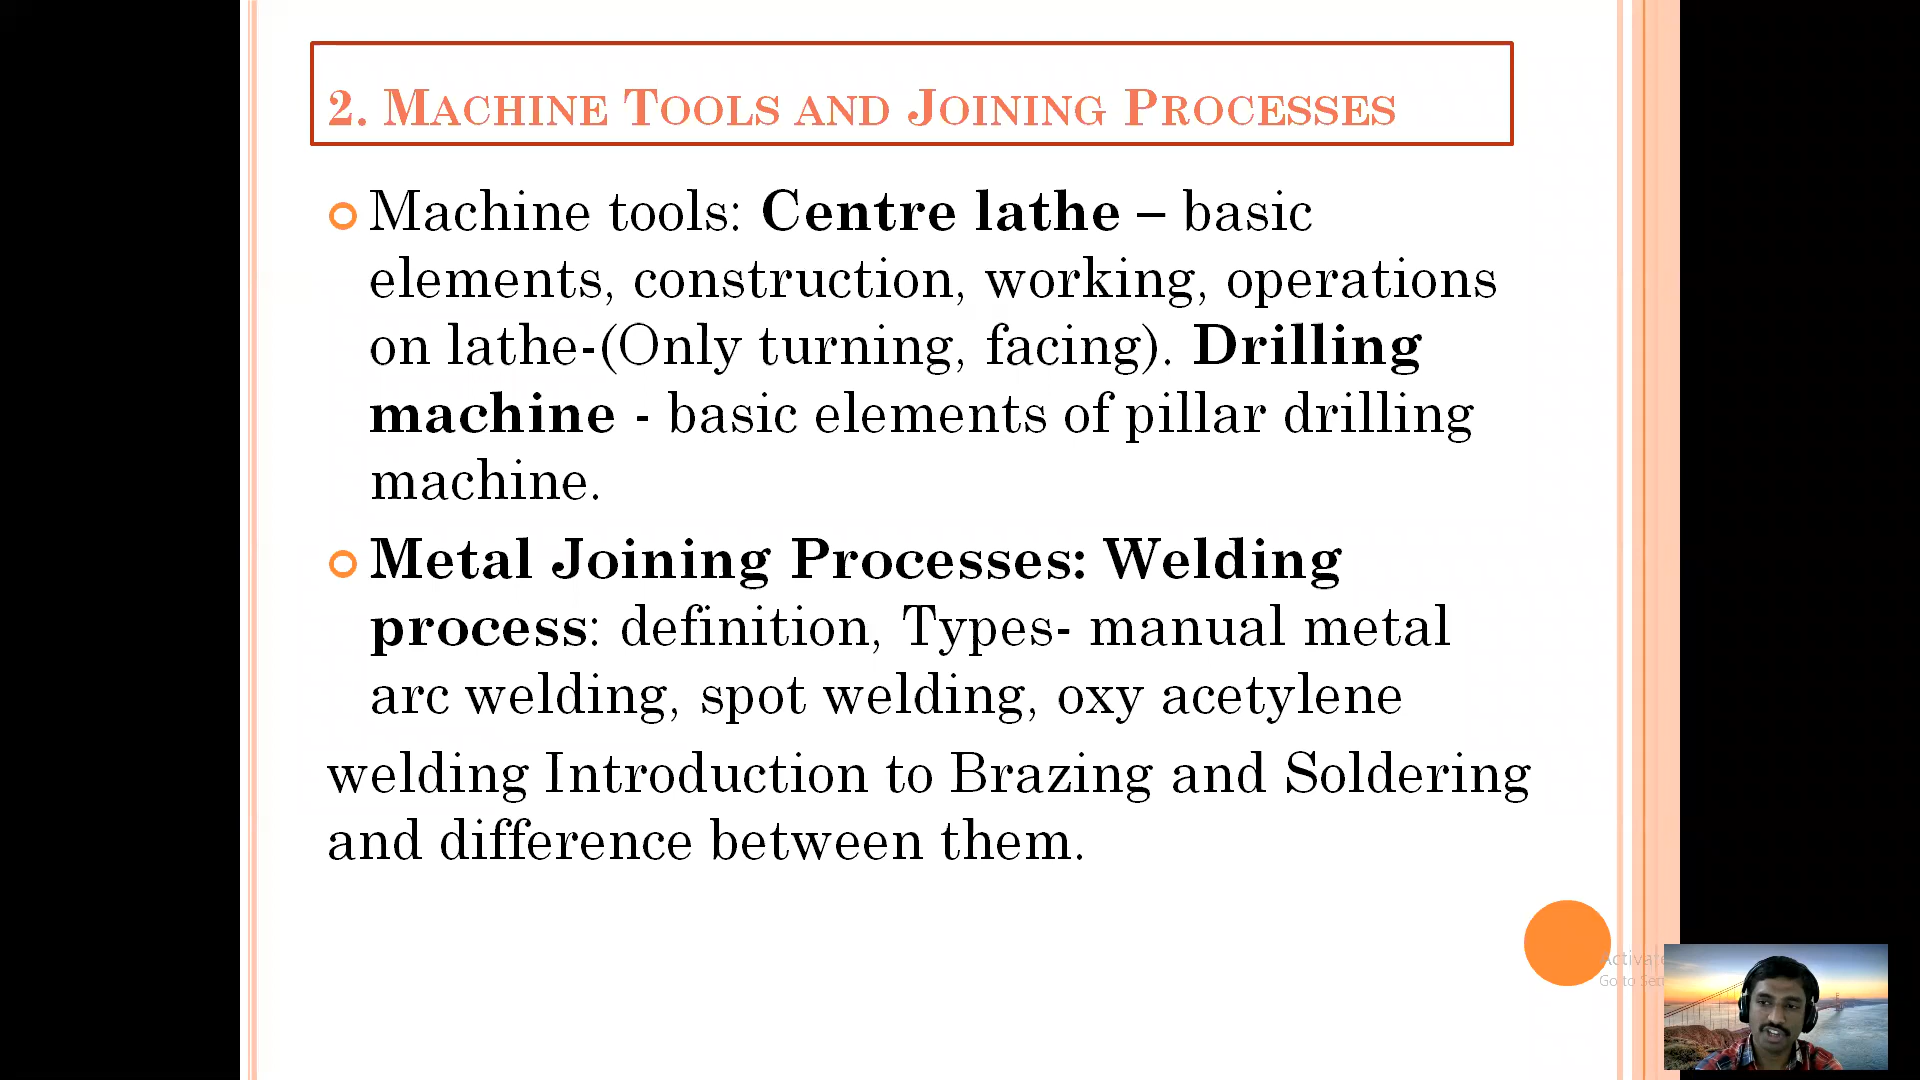 2. MACHINE TOOLS AND JOINING PROCESSES
Machine tools: Centre lathe – basic
elements, construction, working, operations
on lathe-(Only turning, facing). Drilling
machine - basic elements of pillar drilling
machine.
Metal Joining Processes: Welding
process: definition, Types- manual metal
arc welding, spot welding, oxy acetylene
welding Introduction to Brazing and Soldering
and difference between them.
Go to